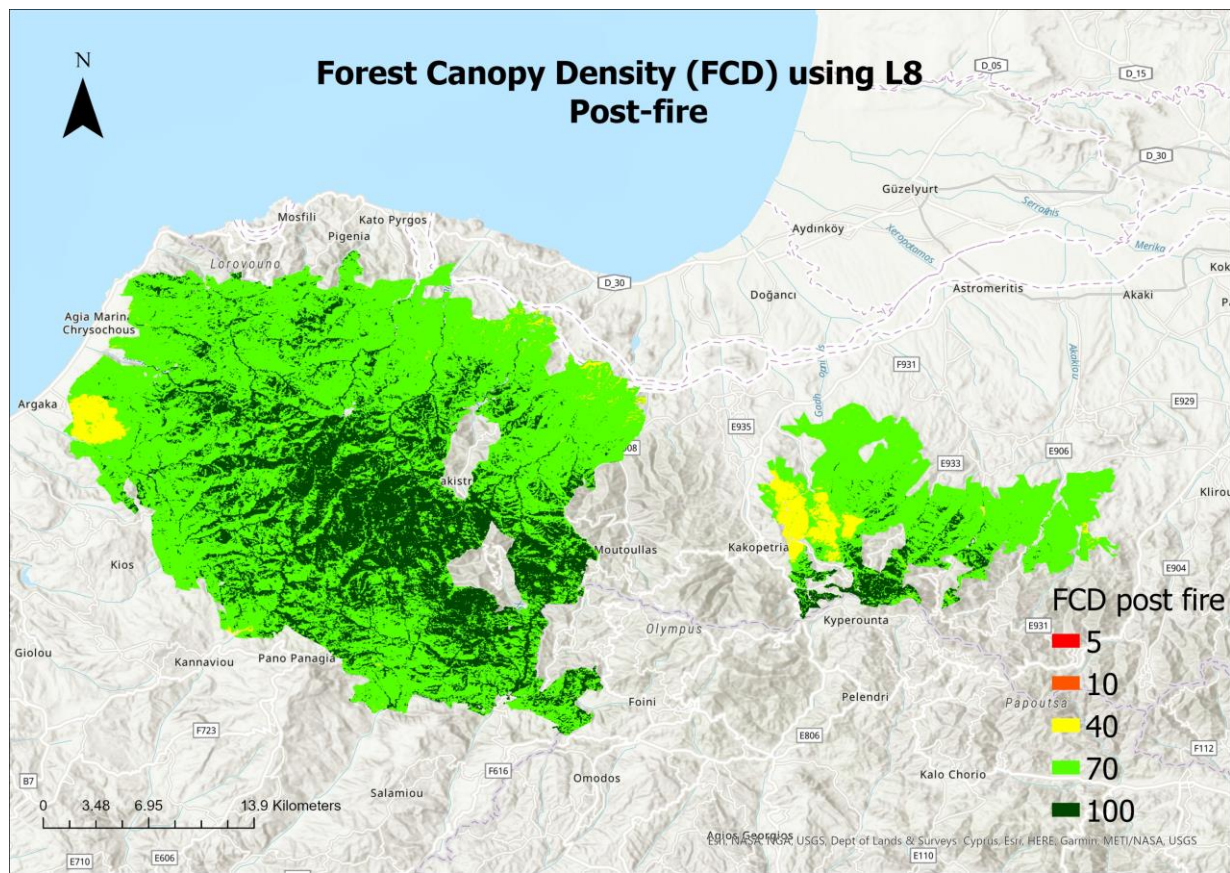 N
Forest Canopy Density (FCD) using L8
Post-fire
D_05
D_15
D_30
Güzelyurt
Serrakhis
Mosfili
Kato Pyrgos
Aydınköy
Xeropotamos
Pigenia
Merika
Lorovouno
Kok
D_30
Doğancı
Astromeritis
Akaki
Agia Marina
Chrysochous
F931
Akakiou
Argaka
E929
E935
08
E933
E906
akistr
Klirou
Moutoullas
Kakopetria
Kios
E904
FCD post fire
Olympus
Kyperounta
E931
5
Giolou
Kannaviou
Pano Panagia
10
Foini
Pelendri
Papoutsa
40
F723
E806
F112
70
B7
F616
Omodos
Kalo Chorio
0 3.48 6.95 13.9 Kilometers
Salamiou
100
Agios Georgios
Esri, NASA, NGA, USGS, Dept of Lands & Surveys Cyprus, Esri, HERE, Garmin, METI/NASA, USGS
E710
E606
E110